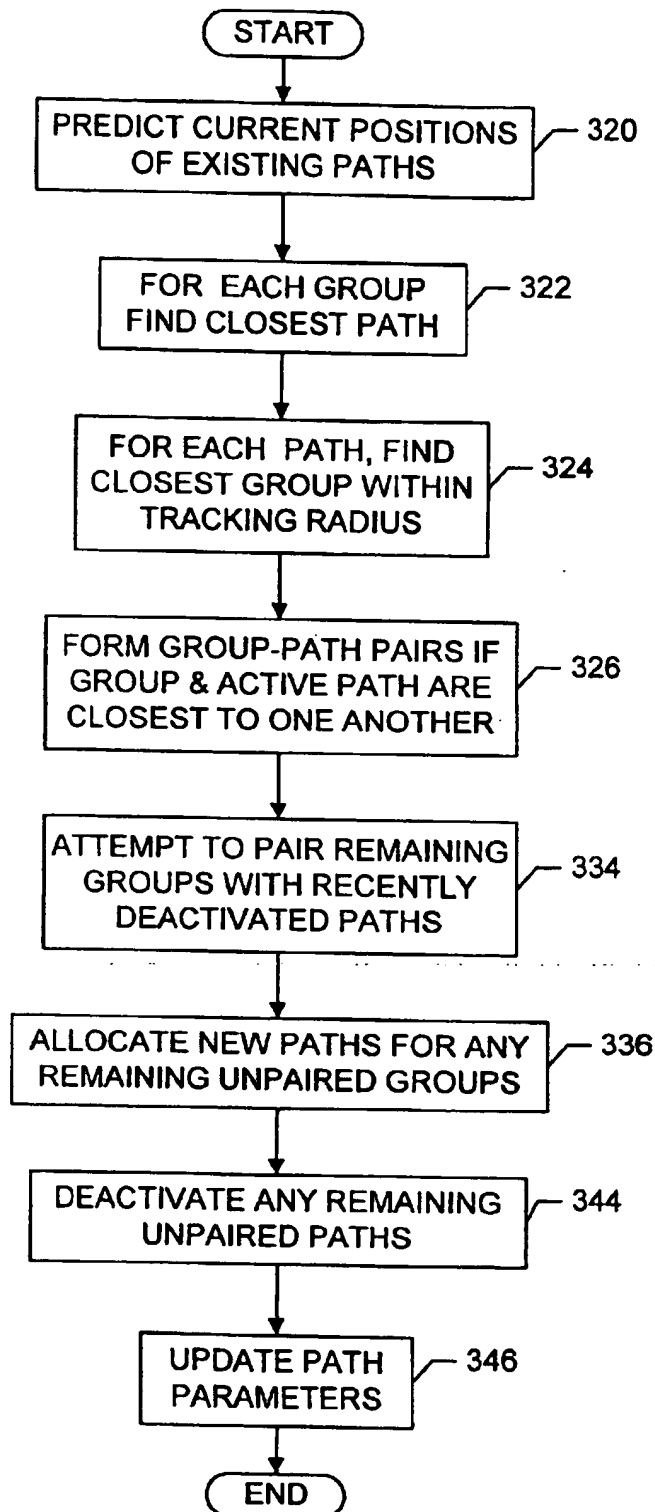 START
PREDICT CURRENT POSITIONS
OF EXISTING PATHS
320
FOR EACH GROUP
FIND CLOSEST PATH
322
FOR EACH PATH, FIND
CLOSEST GROUP WITHIN
TRACKING RADIUS
324
FORM GROUP-PATH PAIRS IF
GROUP & ACTIVE PATH ARE
CLOSEST TO ONE ANOTHER
326
ATTEMPT TO PAIR REMAINING
GROUPS WITH RECENTLY
DEACTIVATED PATHS
334
ALLOCATE NEW PATHS FOR ANY
REMAINING UNPAIRED GROUPS
336
DEACTIVATE ANY REMAINING
UNPAIRED PATHS
344
UPDATE PATH
PARAMETERS
346
END